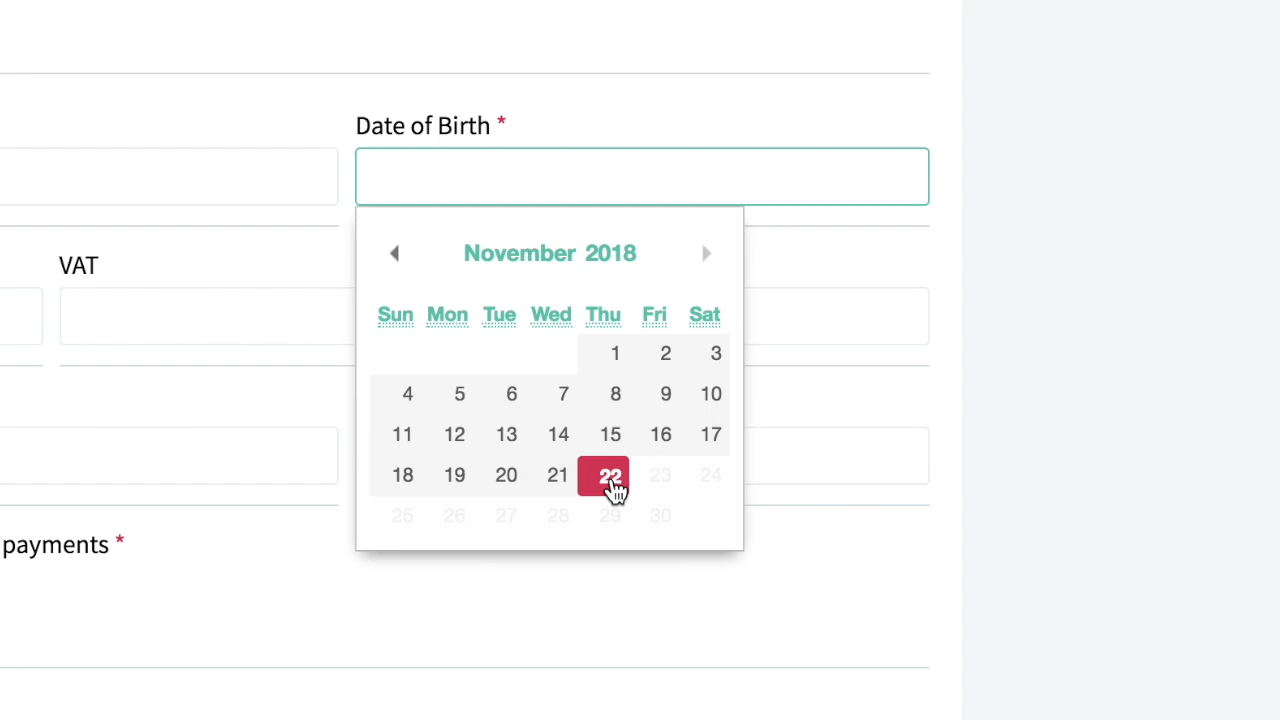 Date of Birth *
November 2018
VAT
Sun Mon Tue Wed Thu Fri Sat
1 2 3
4 5 6 7 8 9 10
11 12 13 14 15 16 17
18 19 20 21 22 23 24
25 26 27 28 29 30
payments *